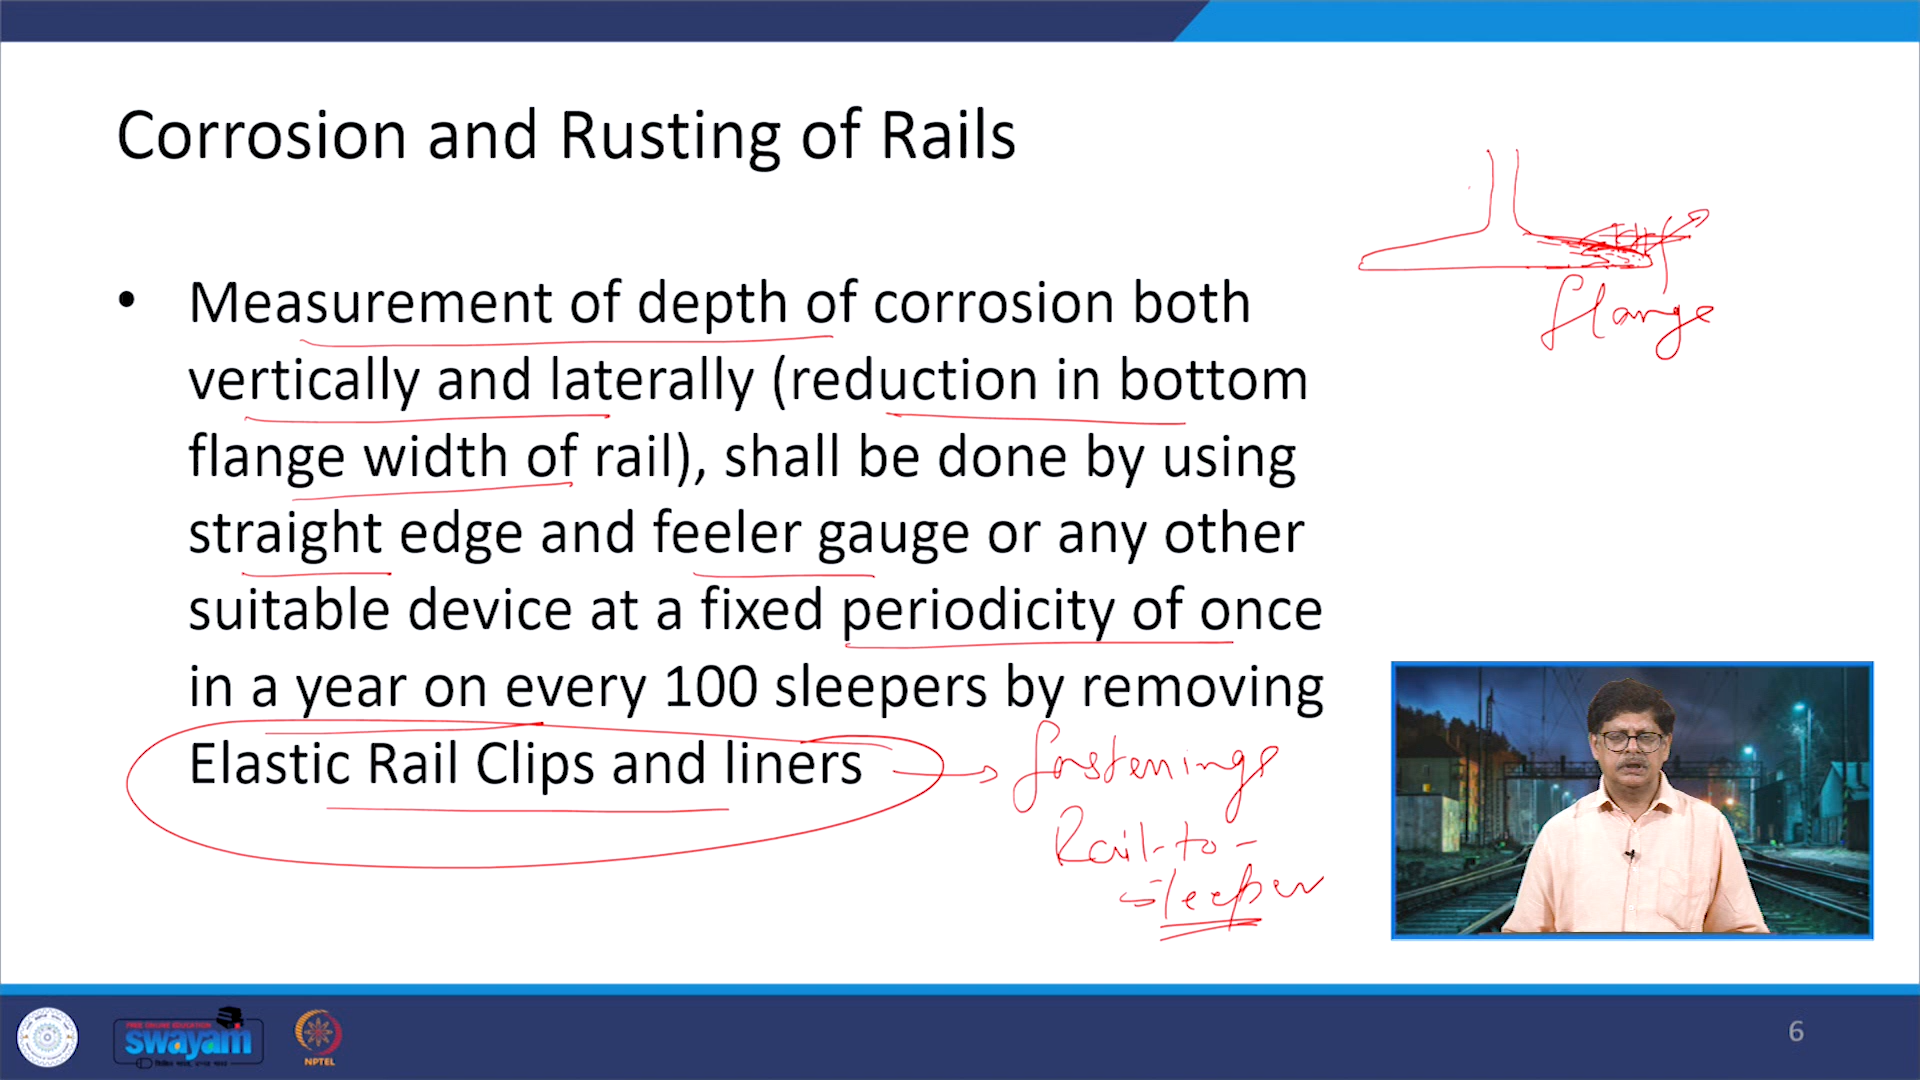 Corrosion and Rusting of Rails
• Measurement of depth of corrosion both
vertically and laterally (reduction in bottom
flange width of rail), shall be done by using
straight edge and feeler gauge or any other
suitable device at a fixed periodicity of once
in a year on every 100 sleepers by removing
Elastic Rail Clips and liners
flange
fastenings
Rail-to-
sleeper
FREE ONLINE EDUCATION
swayam
NPTEL
6